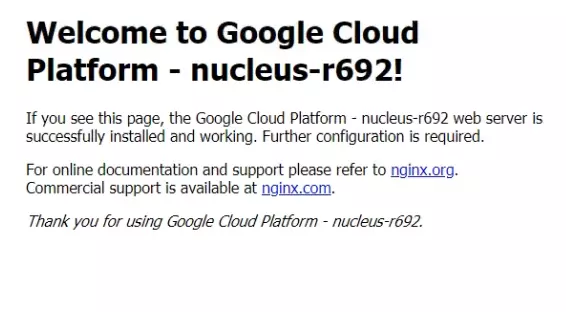 Welcome to Google Cloud
Platform - nucleus-r692!
If you see this page, the Google Cloud Platform - nucleus-r692 web server is
successfully installed and working. Further configuration is required.
For online documentation and support please refer to nginx.org.
Commercial support is available at nginx.com.
Thank you for using Google Cloud Platform - nucleus-r692.